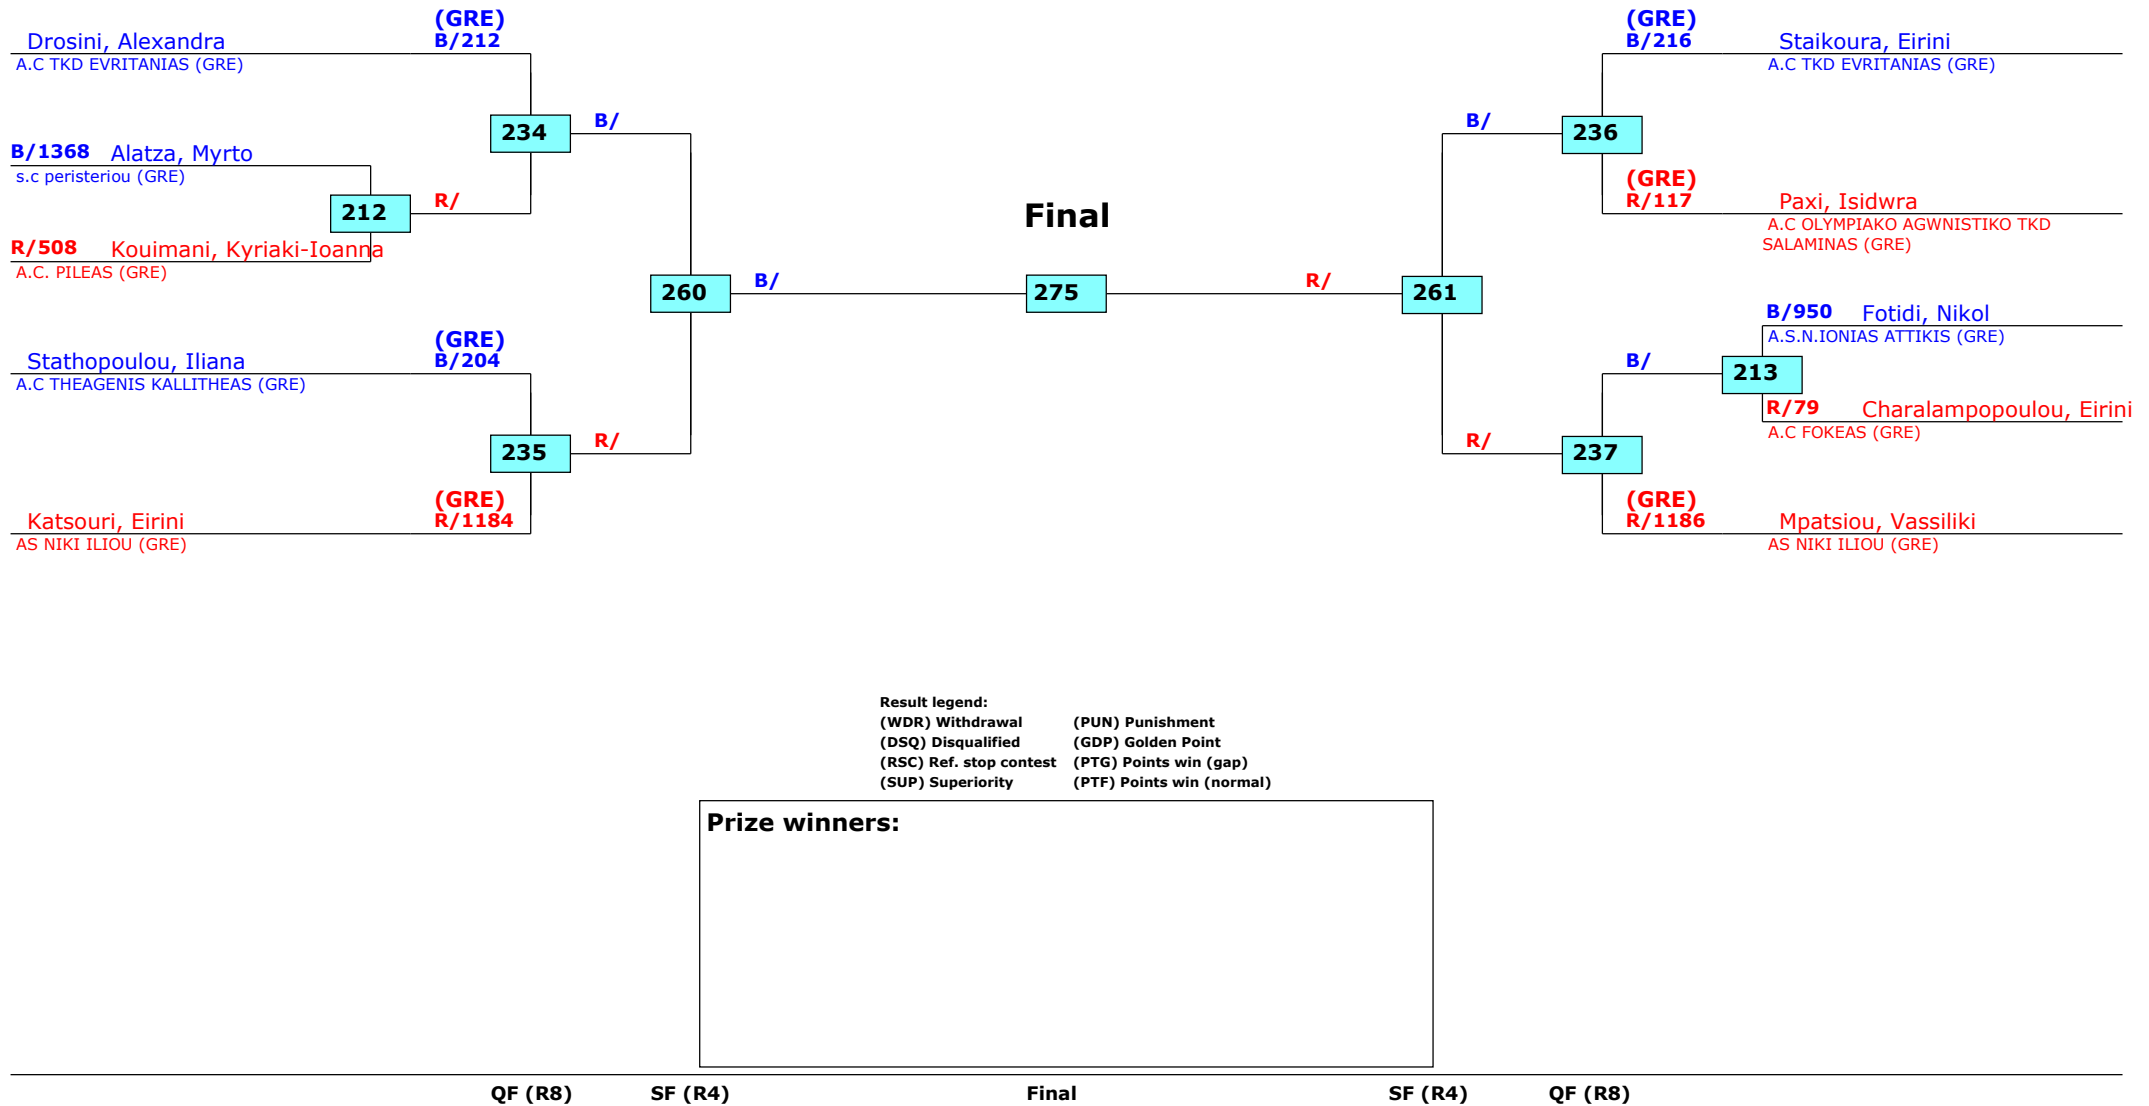 (GRE)
Drosini, Alexandra B/212
A.C TKD EVRITANIAS (GRE)
234 B/
B/1368 Alatza, Myrto
s.c peristeriou (GRE)
212 R/
R/508 Kouimani, Kyriaki-Ioanna
A.C. PILEAS (GRE)
260 B/
(GRE)
Stathopoulou, Iliana B/204
A.C THEAGENIS KALLITHEAS (GRE)
235 R/
(GRE)
Katsouri, Eirini R/1184
AS NIKI ILIOU (GRE)
Final
275
(GRE)
B/216 Staikoura, Eirini
A.C TKD EVRITANIAS (GRE)
B/ 236
(GRE)
R/117 Paxi, Isidwra
A.C OLYMPIAKO AGWNISTIKO TKD
SALAMINAS (GRE)
R/ 261
B/950 Fotidi, Nikol
A.S.N.IONIAS ATTIKIS (GRE)
B/ 213
R/79 Charalampopoulou, Eirini
A.C FOKEAS (GRE)
R/ 237
(GRE)
R/1186 Mpatsiou, Vassiliki
AS NIKI ILIOU (GRE)
Result legend:
(WDR) Withdrawal (PUN) Punishment
(DSQ) Disqualified (GDP) Golden Point
(RSC) Ref. stop contest (PTG) Points win (gap)
(SUP) Superiority (PTF) Points win (normal)
Prize winners:
QF (R8) SF (R4) Final SF (R4) QF (R8)